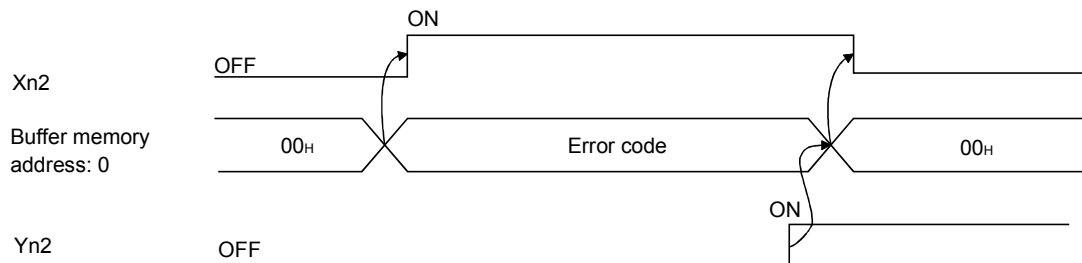 ON
OFF
Xn2
Buffer memory
address: 0
00H
Error code
00H
ON
Yn2
OFF